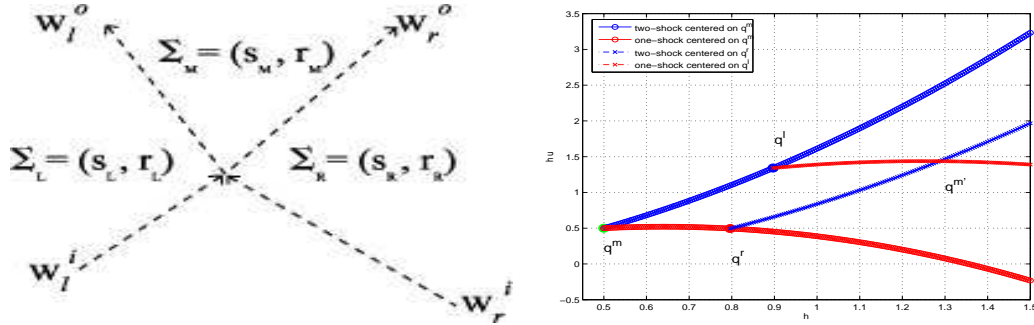 W_l^o
W_r^o
Σ_M = (s_M, r_M)
Σ_L = (s_L, r_L)
Σ_R = (s_R, r_R)
W_l^i
W_r^i
3.5
3
2.5
2
1.5
1
0.5
0
−0.5
hu
two−shock centered on q^m
one−shock centered on q^m
two−shock centered on q^r
one−shock centered on q^l
q^l
q^m'
q^m
q^r
0.5 0.6 0.7 0.8 0.9 1 1.1 1.2 1.3 1.4 1.5
h